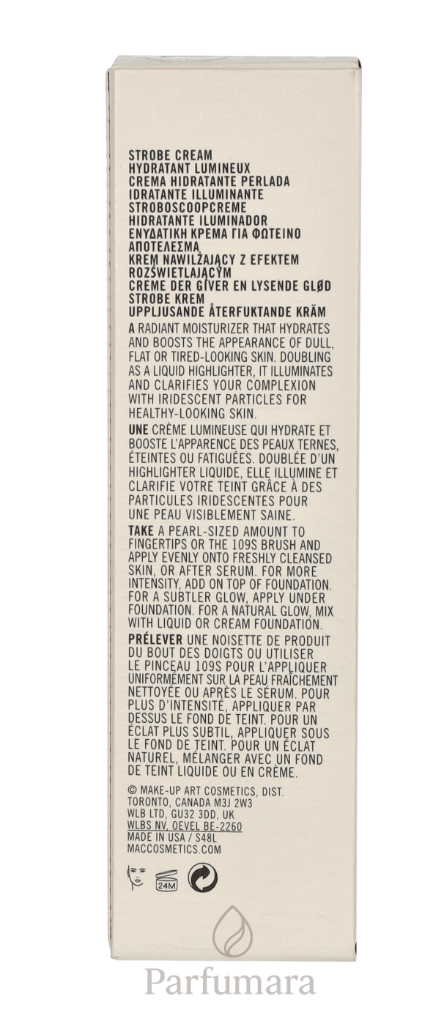 STROBE CREAM
HYDRATANT LUMINEUX
CREMA HIDRATANTE PERLADA
IDRATANTE ILLUMINANTE
STROBOSCOOPCREME
HIDRATANTE ILUMINADOR
ΕΝΥΔΑΤΙΚΗ ΚΡΕΜΑ ΓΙΑ ΦΩΤΕΙΝΟ
ΑΠΟΤΕΛΕΣΜΑ
KREM NAWILŻAJĄCY Z EFEKTEM
ROZŚWIETLAJĄCYM
CREME DER GIVER EN LYSENDE GLØD
STROBE KREM
UPPLJUSANDE ÅTERFUKTANDE KRÄM
A RADIANT MOISTURIZER THAT HYDRATES
AND BOOSTS THE APPEARANCE OF DULL,
FLAT OR TIRED-LOOKING SKIN. DOUBLING
AS A LIQUID HIGHLIGHTER, IT ILLUMINATES
AND CLARIFIES YOUR COMPLEXION
WITH IRIDESCENT PARTICLES FOR
HEALTHY-LOOKING SKIN.
UNE CRÈME LUMINEUSE QUI HYDRATE ET
BOOSTE L'APPARENCE DES PEAUX TERNES,
ÉTEINTES OU FATIGUÉES. DOUBLÉE D'UN
HIGHLIGHTER LIQUIDE, ELLE ILLUMINE ET
CLARIFIE VOTRE TEINT GRÂCE À DES
PARTICULES IRIDESCENTES POUR
UNE PEAU VISIBLEMENT SAINE.
TAKE A PEARL-SIZED AMOUNT TO
FINGERTIPS OR THE 109S BRUSH AND
APPLY EVENLY ONTO FRESHLY CLEANSED
SKIN, OR AFTER SERUM. FOR MORE
INTENSITY, ADD ON TOP OF FOUNDATION.
FOR A SUBTLER GLOW, APPLY UNDER
FOUNDATION. FOR A NATURAL GLOW, MIX
WITH LIQUID OR CREAM FOUNDATION.
PRÉLEVER UNE NOISETTE DE PRODUIT
DU BOUT DES DOIGTS OU UTILISER
LE PINCEAU 109S POUR L'APPLIQUER
UNIFORMÉMENT SUR LA PEAU FRAÎCHEMENT
NETTOYÉE OU APRÈS LE SÉRUM. POUR
PLUS D'INTENSITÉ, APPLIQUER PAR
DESSUS LE FOND DE TEINT. POUR UN
ÉCLAT PLUS SUBTIL, APPLIQUER SOUS
LE FOND DE TEINT. POUR UN ÉCLAT
NATUREL, MÉLANGER AVEC UN FOND
DE TEINT LIQUIDE OU EN CRÈME.
© MAKE-UP ART COSMETICS, DIST.
TORONTO, CANADA M3J 2W3
WLB LTD, GU32 3DD, UK
WLBS NV, OEVEL BE-2260
MADE IN USA / S48L
MACCOSMETICS.COM
24M
Parfumara